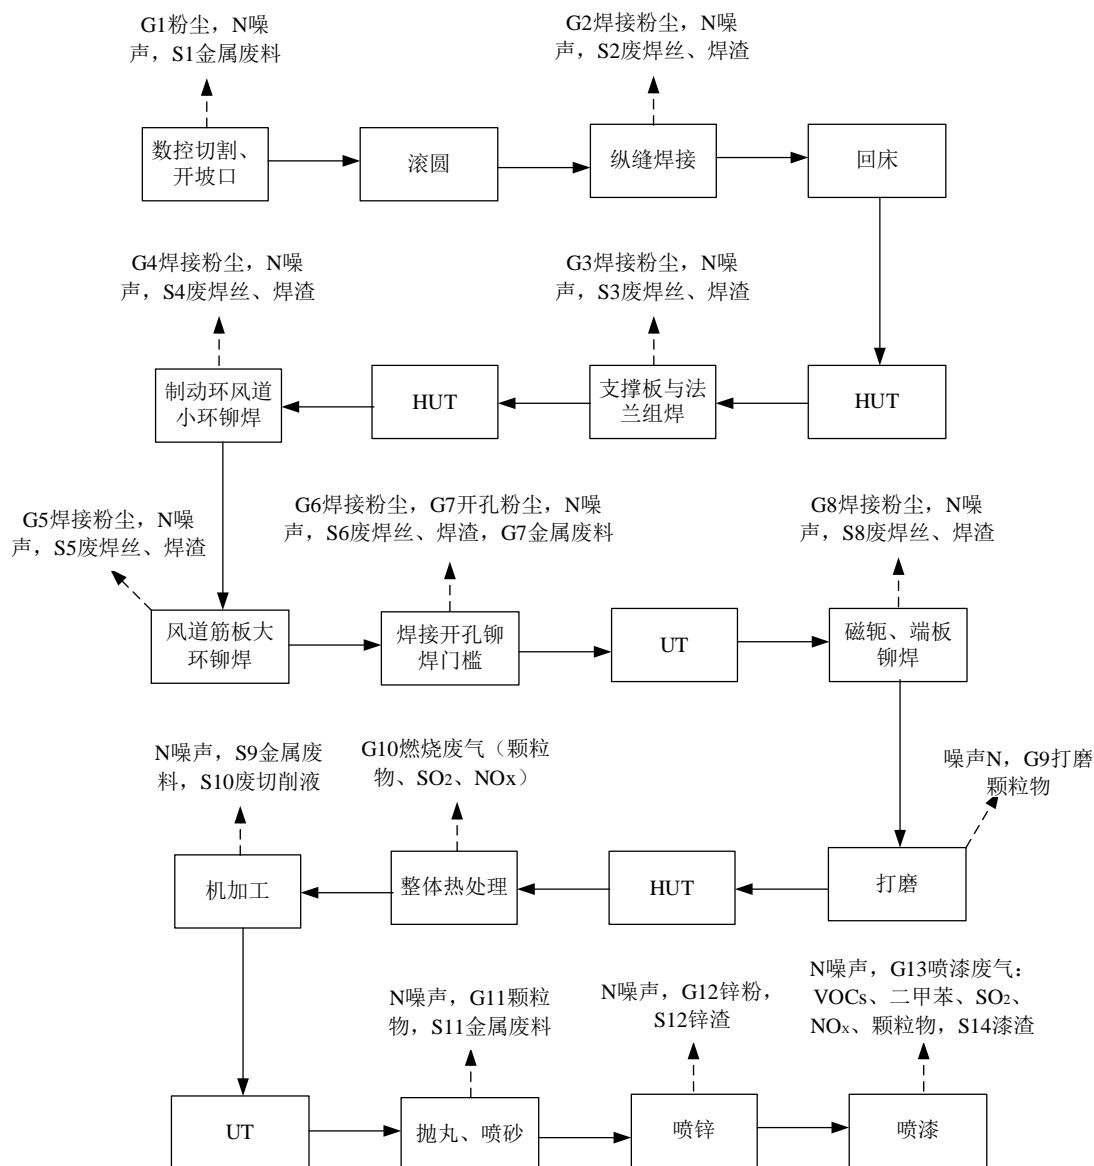 G1粉尘，N噪
声，S1金属废料
G2焊接粉尘，N噪
声，S2废焊丝、焊渣
数控切割、
开坡口
滚圆
纵缝焊接
回床
G4焊接粉尘，N噪
声，S4废焊丝、焊渣
G3焊接粉尘，N噪
声，S3废焊丝、焊渣
制动环风道
小环铆焊
HUT
支撑板与法
兰组焊
HUT
G5焊接粉尘，N噪
声，S5废焊丝、焊渣
G6焊接粉尘，G7开孔粉尘，N噪
声，S6废焊丝、焊渣，G7金属废料
G8焊接粉尘，N噪
声，S8废焊丝、焊渣
风道筋板大
环铆焊
焊接开孔铆
焊门槛
UT
磁轭、端板
铆焊
N噪声，S9金属废
料，S10废切削液
G10燃烧废气（颗粒
物、SO2、NOx）
噪声N，G9打磨
颗粒物
机加工
整体热处理
HUT
打磨
N噪声，G11颗粒
物，S11金属废料
N噪声，G12锌粉，
S12锌渣
N噪声，G13喷漆废气：
VOCs、二甲苯、SO2、
NOx、颗粒物，S14漆渣
UT
抛丸、喷砂
喷锌
喷漆